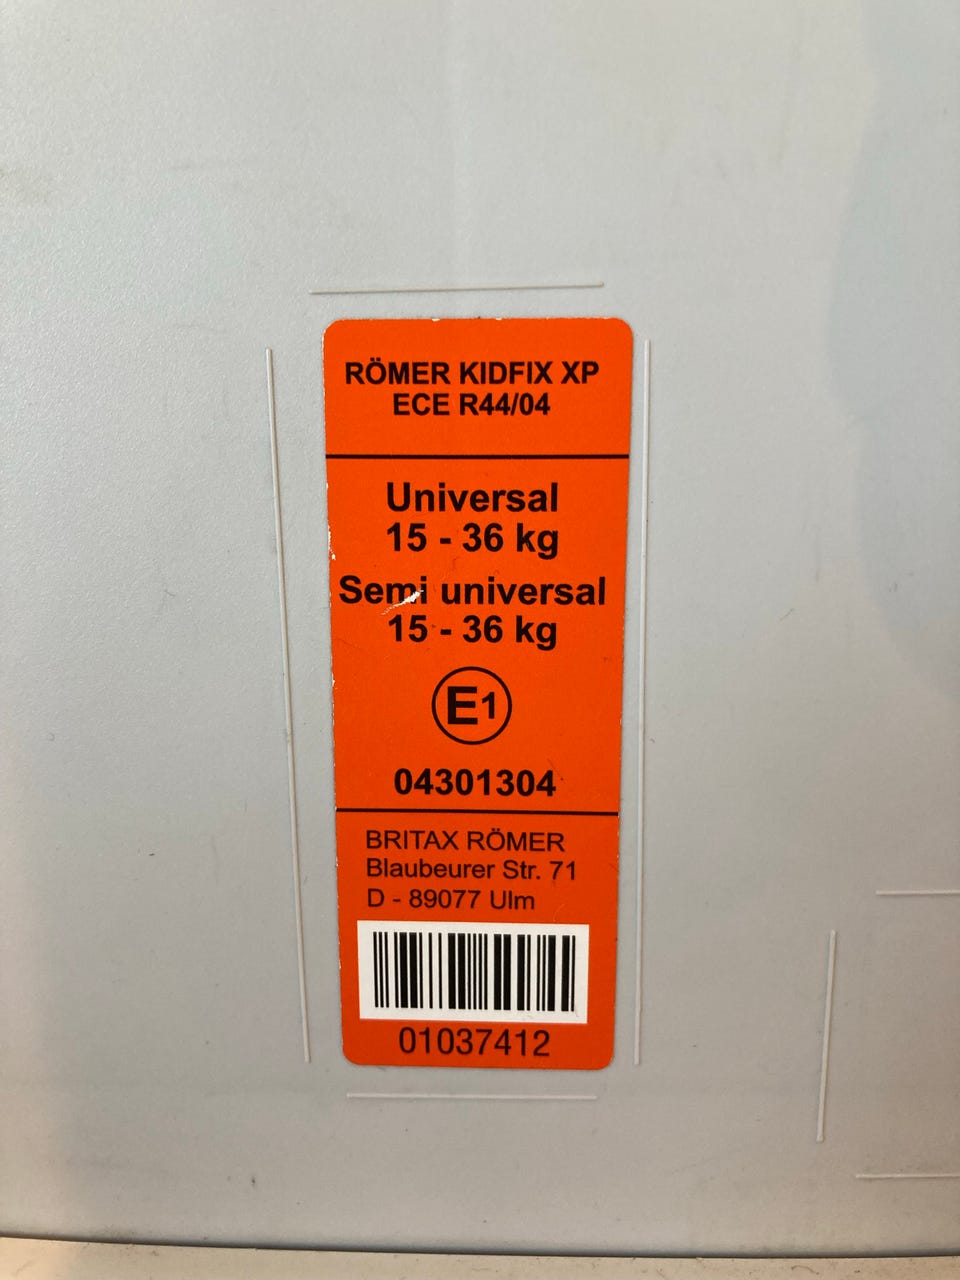 RÖMER KIDFIX XP
ECE R44/04
Universal
15 - 36 kg
Semi universal
15 - 36 kg
E1
04301304
BRITAX RÖMER
Blaubeurer Str. 71
D - 89077 Ulm
01037412